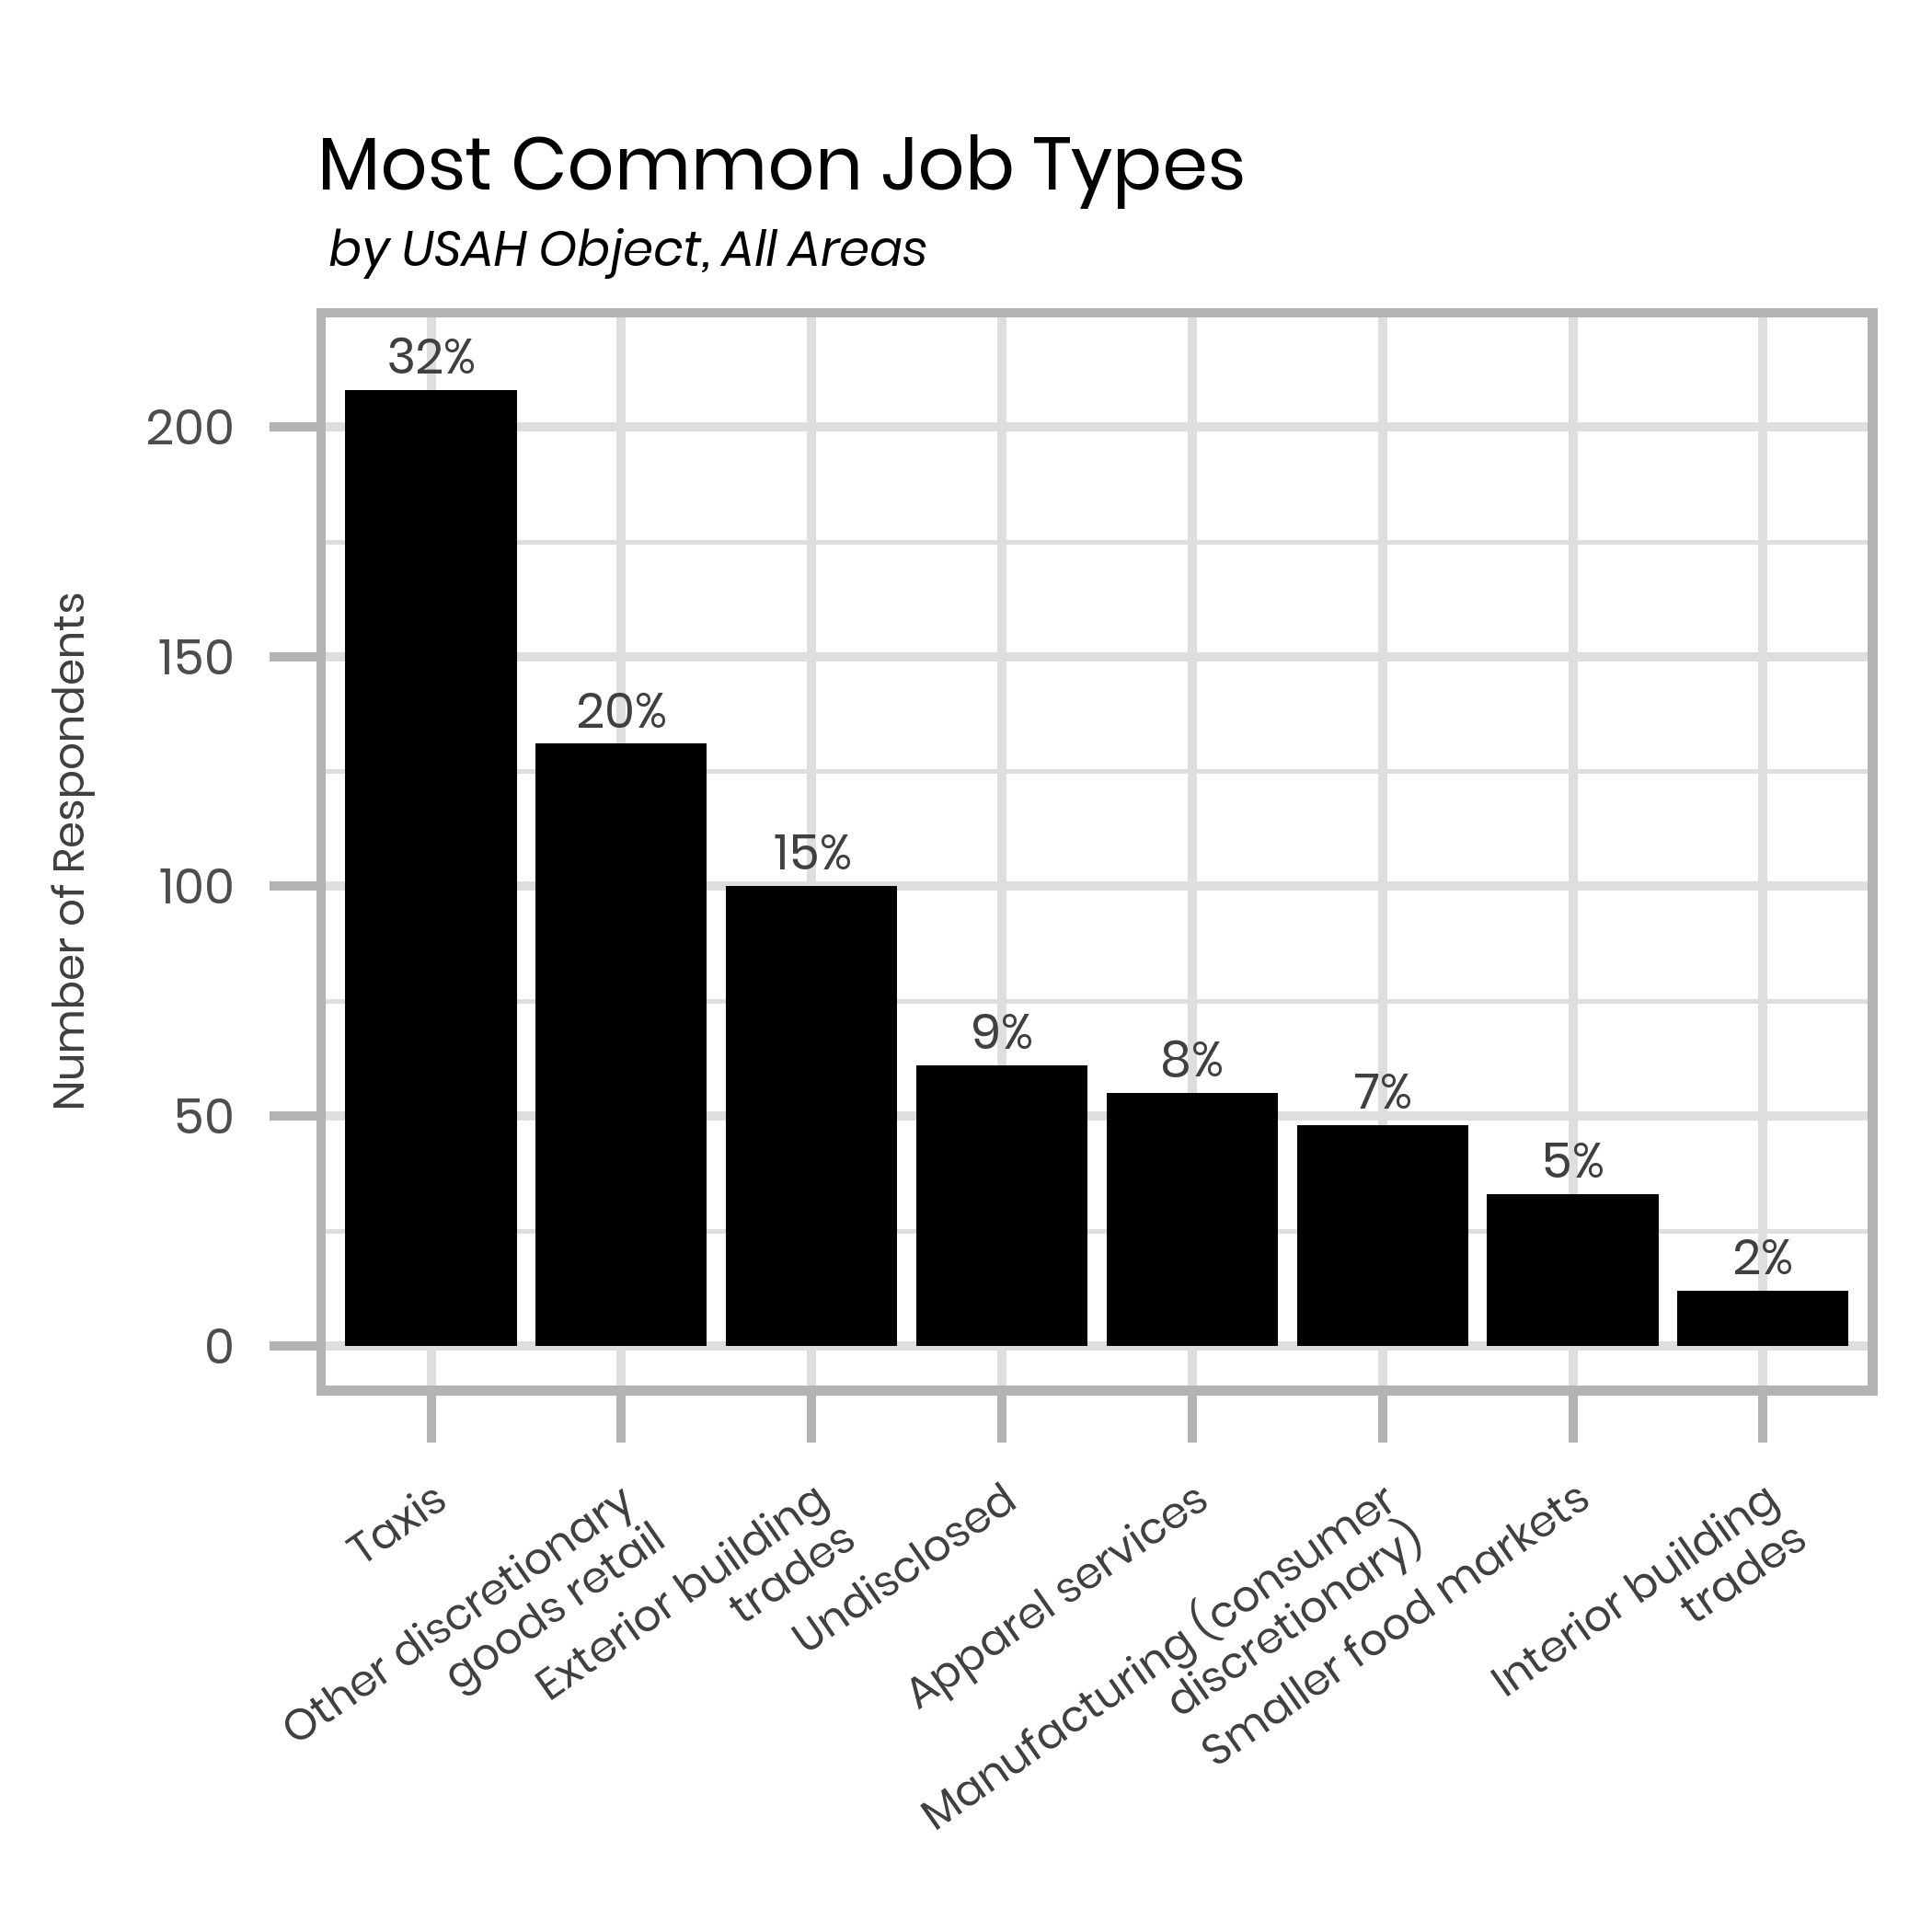 Most Common Job Types
by USAH Object, All Areas
Number of Respondents
200
150
100
50
0
32%
20%
15%
9%
8%
7%
5%
2%
Taxis
Other discretionary
goods retail
Exterior building
trades
Undisclosed
Apparel services
Manufacturing (consumer
discretionary)
Smaller food markets
Interior building
trades